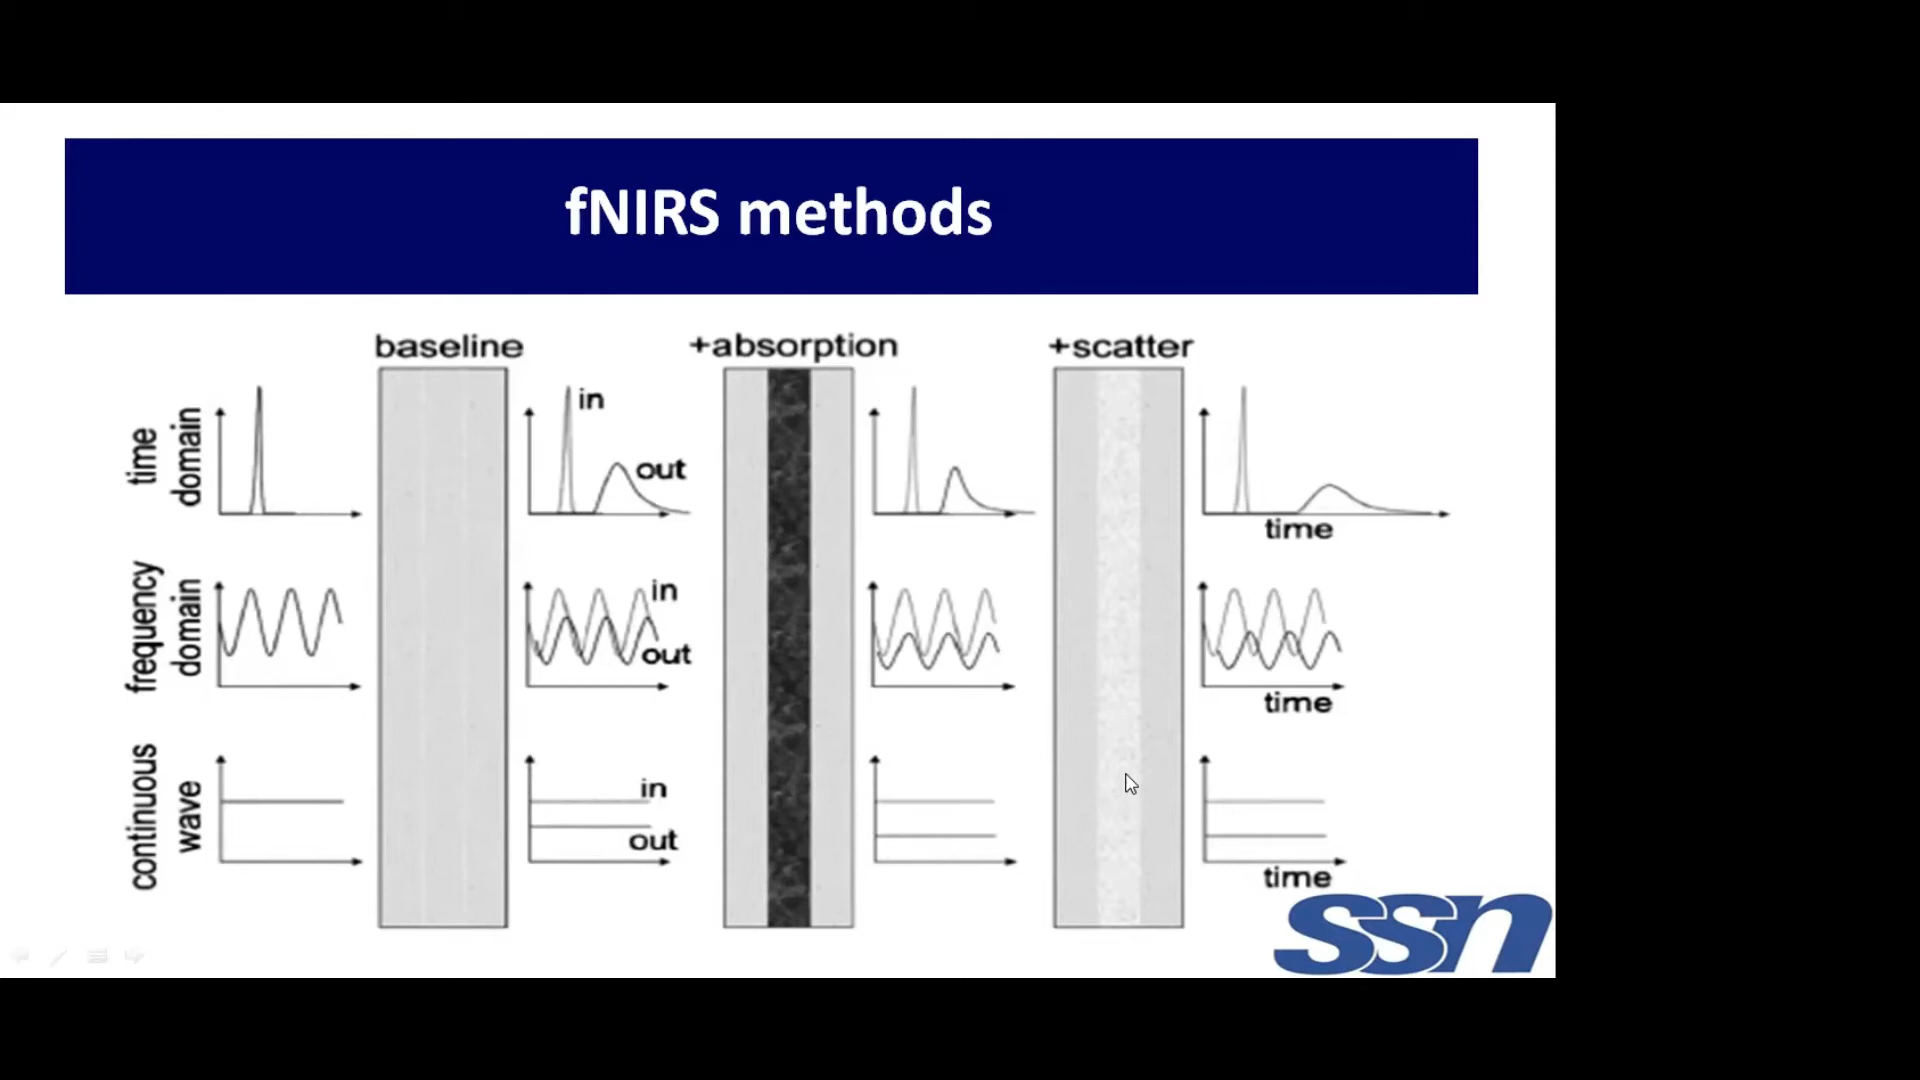 fNIRS methods
baseline
+absorption
+scatter
time
domain
in
out
time
frequency
domain
in
out
time
continuous
wave
in
out
time
ssn